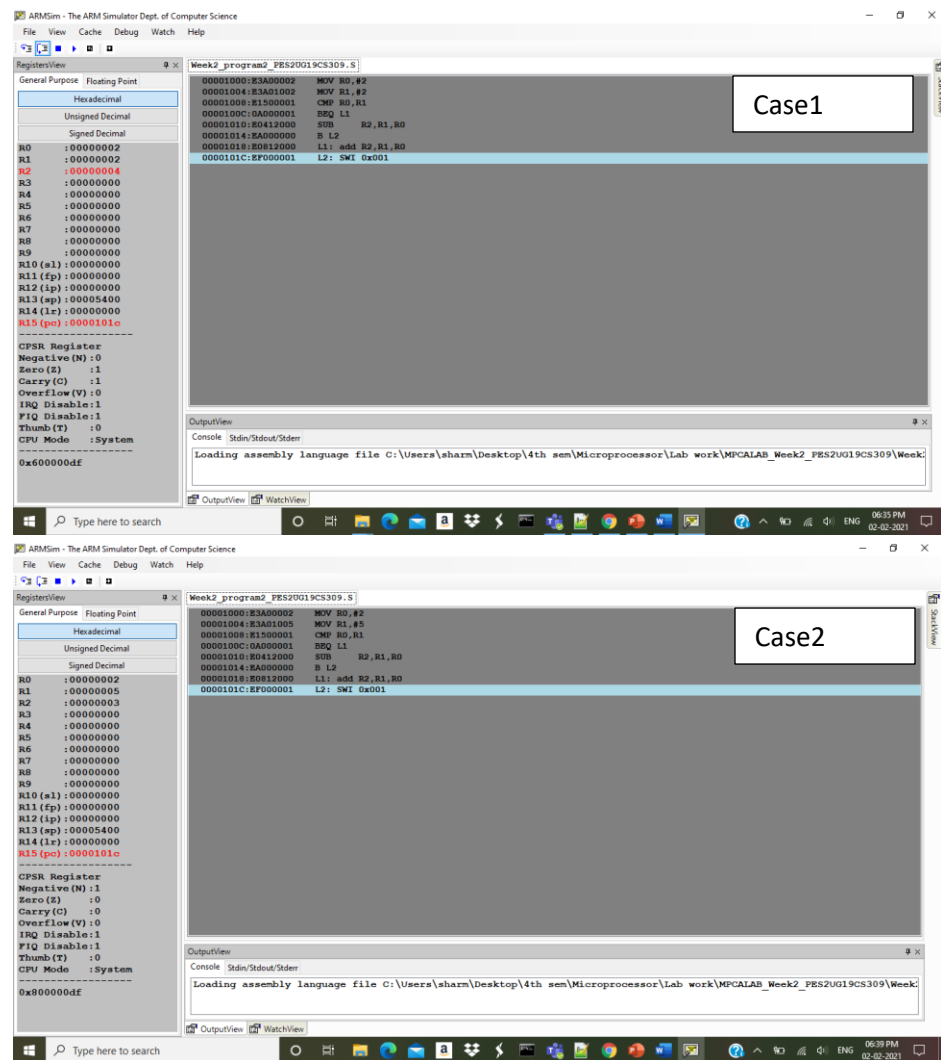 ARMSim - The ARM Simulator Dept. of Computer Science
File View Cache Debug Watch Help
RegistersView
General Purpose Floating Point
Hexadecimal
Unsigned Decimal
Signed Decimal
R0 :00000002
R1 :00000002
R2 :00000004
R3 :00000000
R4 :00000000
R5 :00000000
R6 :00000000
R7 :00000000
R8 :00000000
R9 :00000000
R10(sl):00000000
R11(fp):00000000
R12(ip):00000000
R13(sp):00005400
R14(lr):00000000
R15(pc):0000101c
------------------
CPSR Register
Negative(N):0
Zero(Z) :1
Carry(C) :1
Overflow(V):0
IRQ Disable:1
FIQ Disable:1
Thumb(T) :0
CPU Mode :System
------------------
0x600000df
Week2_program2_PES2UG19CS309.S
00001000:E3A00002 MOV R0,#2
00001004:E3A01002 MOV R1,#2
00001008:E1500001 CMP R0,R1
0000100C:0A000001 BEQ L1
00001010:E0412000 SUB R2,R1,R0
00001014:EA000000 B L2
00001018:E0812000 L1: add R2,R1,R0
0000101C:EF000001 L2: SWI 0x001
Case1
OutputView
Console Stdin/Stdout/Stderr
Loading assembly language file C:\Users\sharm\Desktop\4th sem\Microprocessor\Lab work\MPCALAB_Week2_PES2UG19CS309\Week
OutputView WatchView
Type here to search
ENG
06:35 PM
02-02-2021
ARMSim - The ARM Simulator Dept. of Computer Science
File View Cache Debug Watch Help
RegistersView
General Purpose Floating Point
Hexadecimal
Unsigned Decimal
Signed Decimal
R0 :00000002
R1 :00000005
R2 :00000003
R3 :00000000
R4 :00000000
R5 :00000000
R6 :00000000
R7 :00000000
R8 :00000000
R9 :00000000
R10(sl):00000000
R11(fp):00000000
R12(ip):00000000
R13(sp):00005400
R14(lr):00000000
R15(pc):0000101c
------------------
CPSR Register
Negative(N):1
Zero(Z) :0
Carry(C) :0
Overflow(V):0
IRQ Disable:1
FIQ Disable:1
Thumb(T) :0
CPU Mode :System
------------------
0x800000df
Week2_program2_PES2UG19CS309.S
00001000:E3A00002 MOV R0,#2
00001004:E3A01005 MOV R1,#5
00001008:E1500001 CMP R0,R1
0000100C:0A000001 BEQ L1
00001010:E0412000 SUB R2,R1,R0
00001014:EA000000 B L2
00001018:E0812000 L1: add R2,R1,R0
0000101C:EF000001 L2: SWI 0x001
Case2
StackView
OutputView
Console Stdin/Stdout/Stderr
Loading assembly language file C:\Users\sharm\Desktop\4th sem\Microprocessor\Lab work\MPCALAB_Week2_PES2UG19CS309\Week
OutputView WatchView
Type here to search
ENG
06:39 PM
02-02-2021